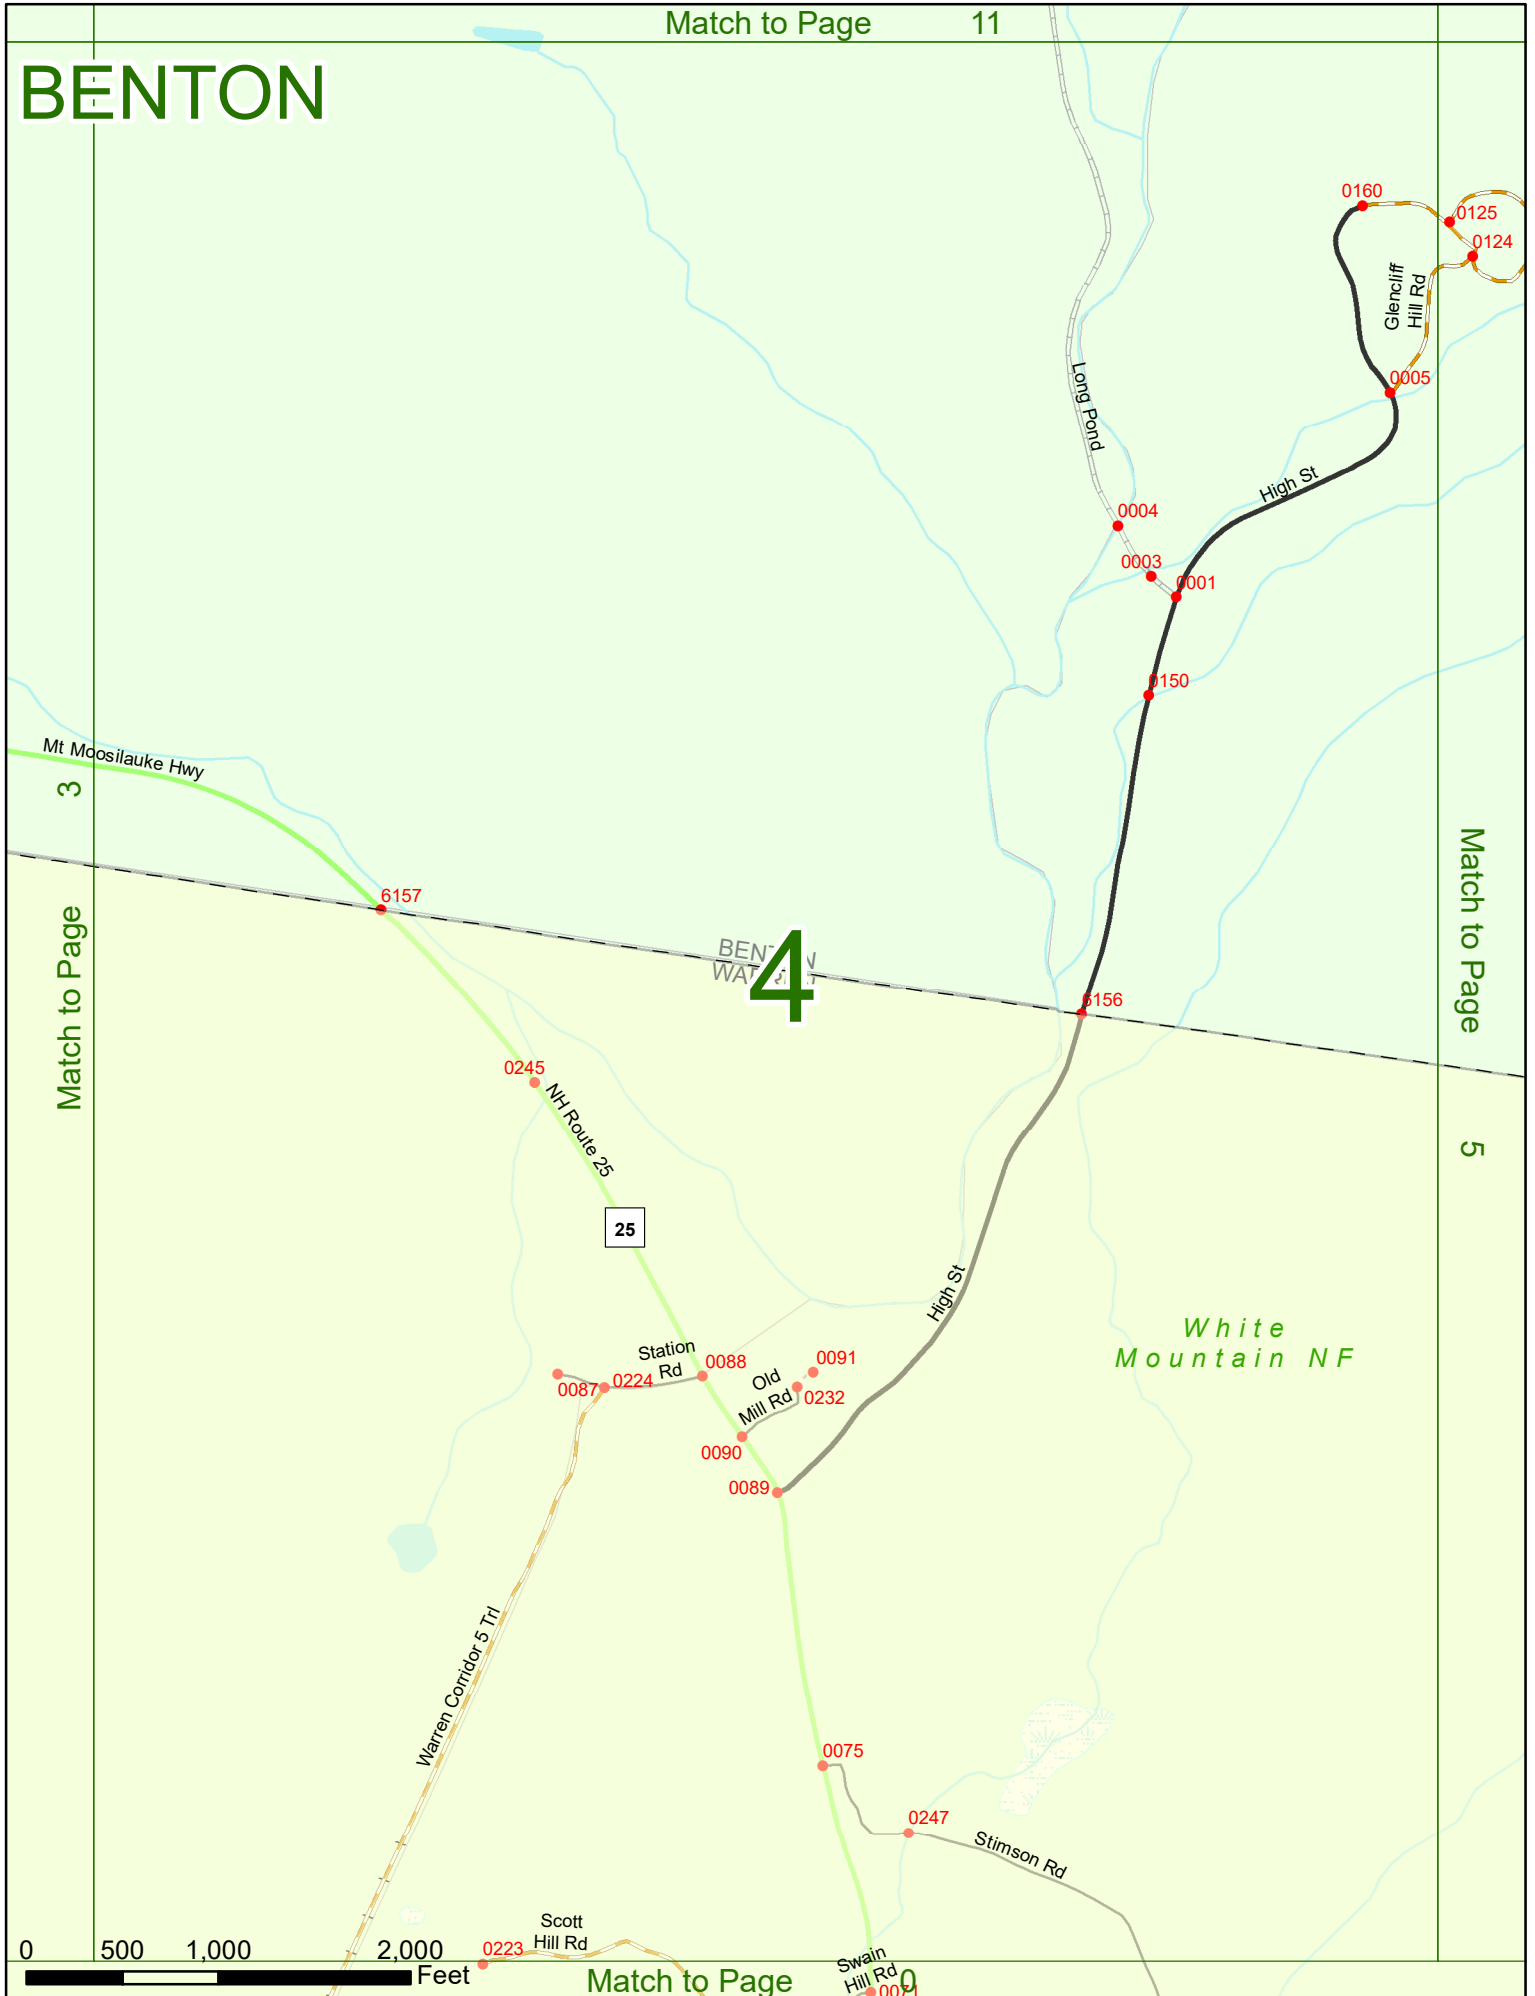 Match to Page 11
BENTON
0160
0125
0124
Glencliff
Hill Rd
0005
Long Pond
High St
0004
0003
0001
0150
Mt Moosilauke Hwy
3
Match to Page
6157
BENTON
4
6156
Match to Page
5
0245
NH Route 25
25
High St
White
Mountain NF
Station
Rd
0088
0087
0224
Old
Mill Rd
0091
0232
0090
0089
Warren Corridor 5 Trl
0075
0247
Stimson Rd
Scott
Hill Rd
0223
0 500 1,000 2,000
Feet
Swain
Hill Rd
0071
Match to Page 0